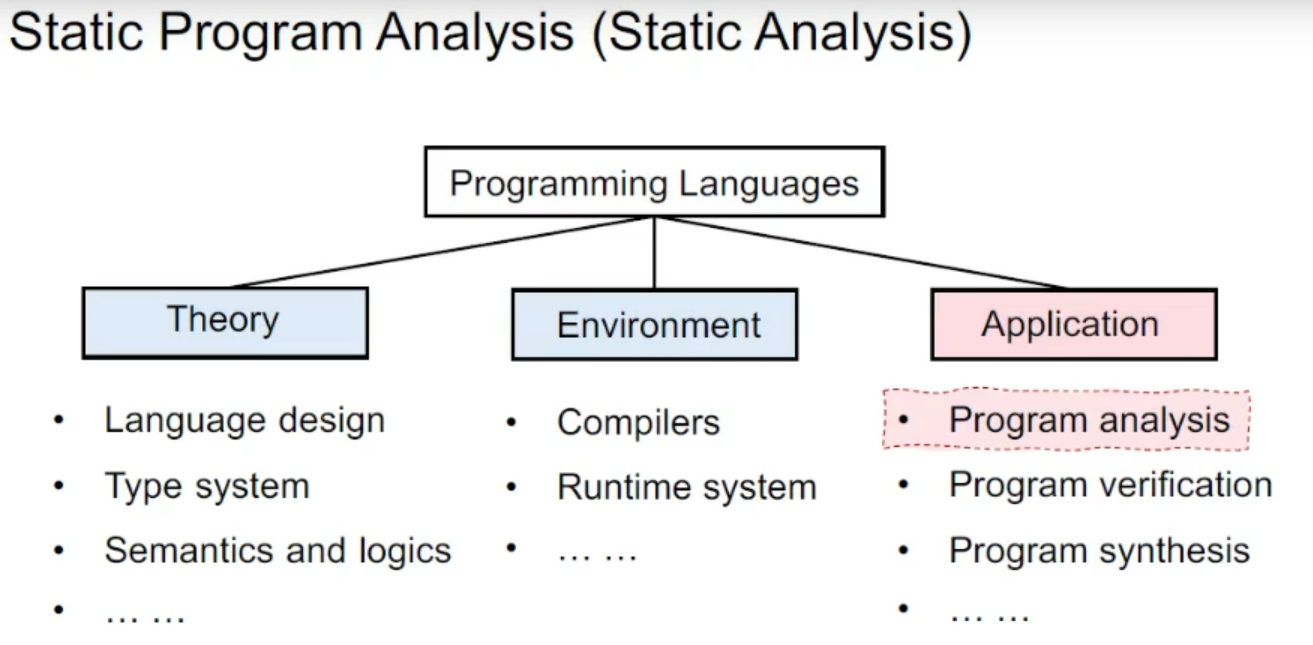 Static Program Analysis (Static Analysis)
Programming Languages
Theory
• Language design
• Type system
• Semantics and logics
• … …
Environment
• Compilers
• Runtime system
• … …
Application
• Program analysis
• Program verification
• Program synthesis
• … …